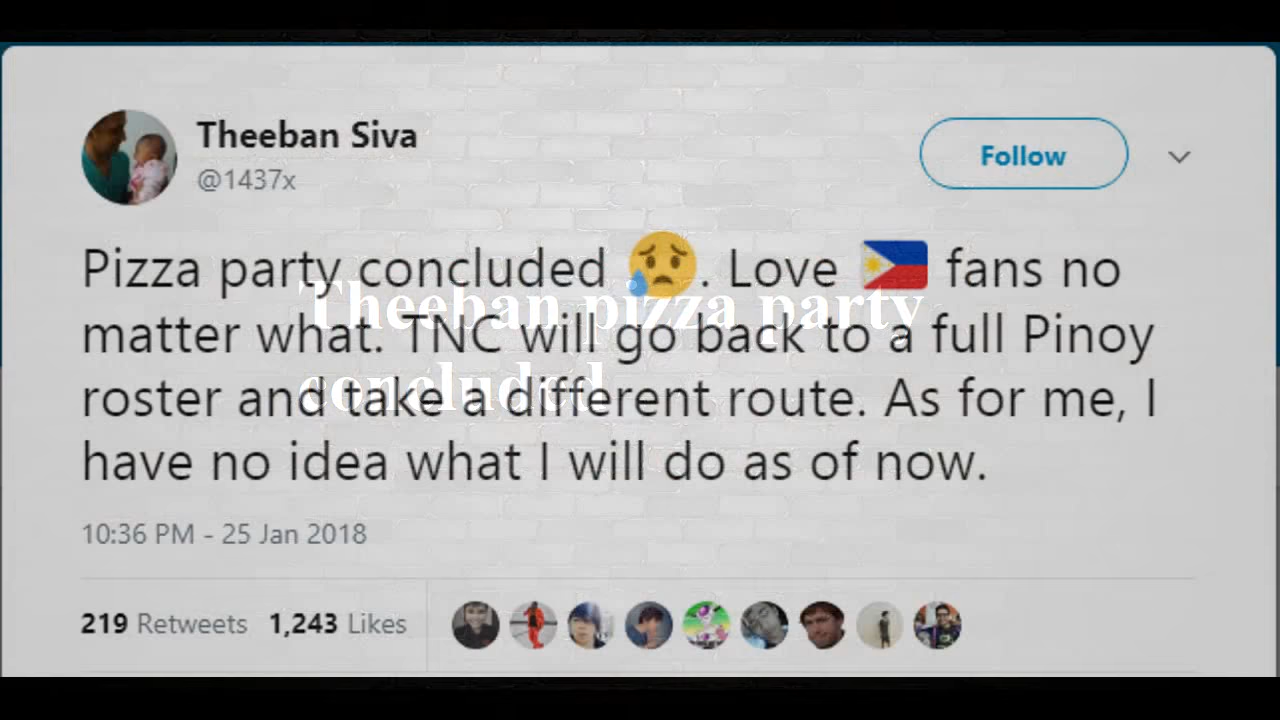 Theeban Siva
@1437x
Follow
Pizza party concluded 😥. Love 🇵🇭 fans no
matter what. TNC will go back to a full Pinoy
roster and take a different route. As for me, I
have no idea what I will do as of now.
Theeban pizza party
concluded
10:36 PM - 25 Jan 2018
219 Retweets 1,243 Likes